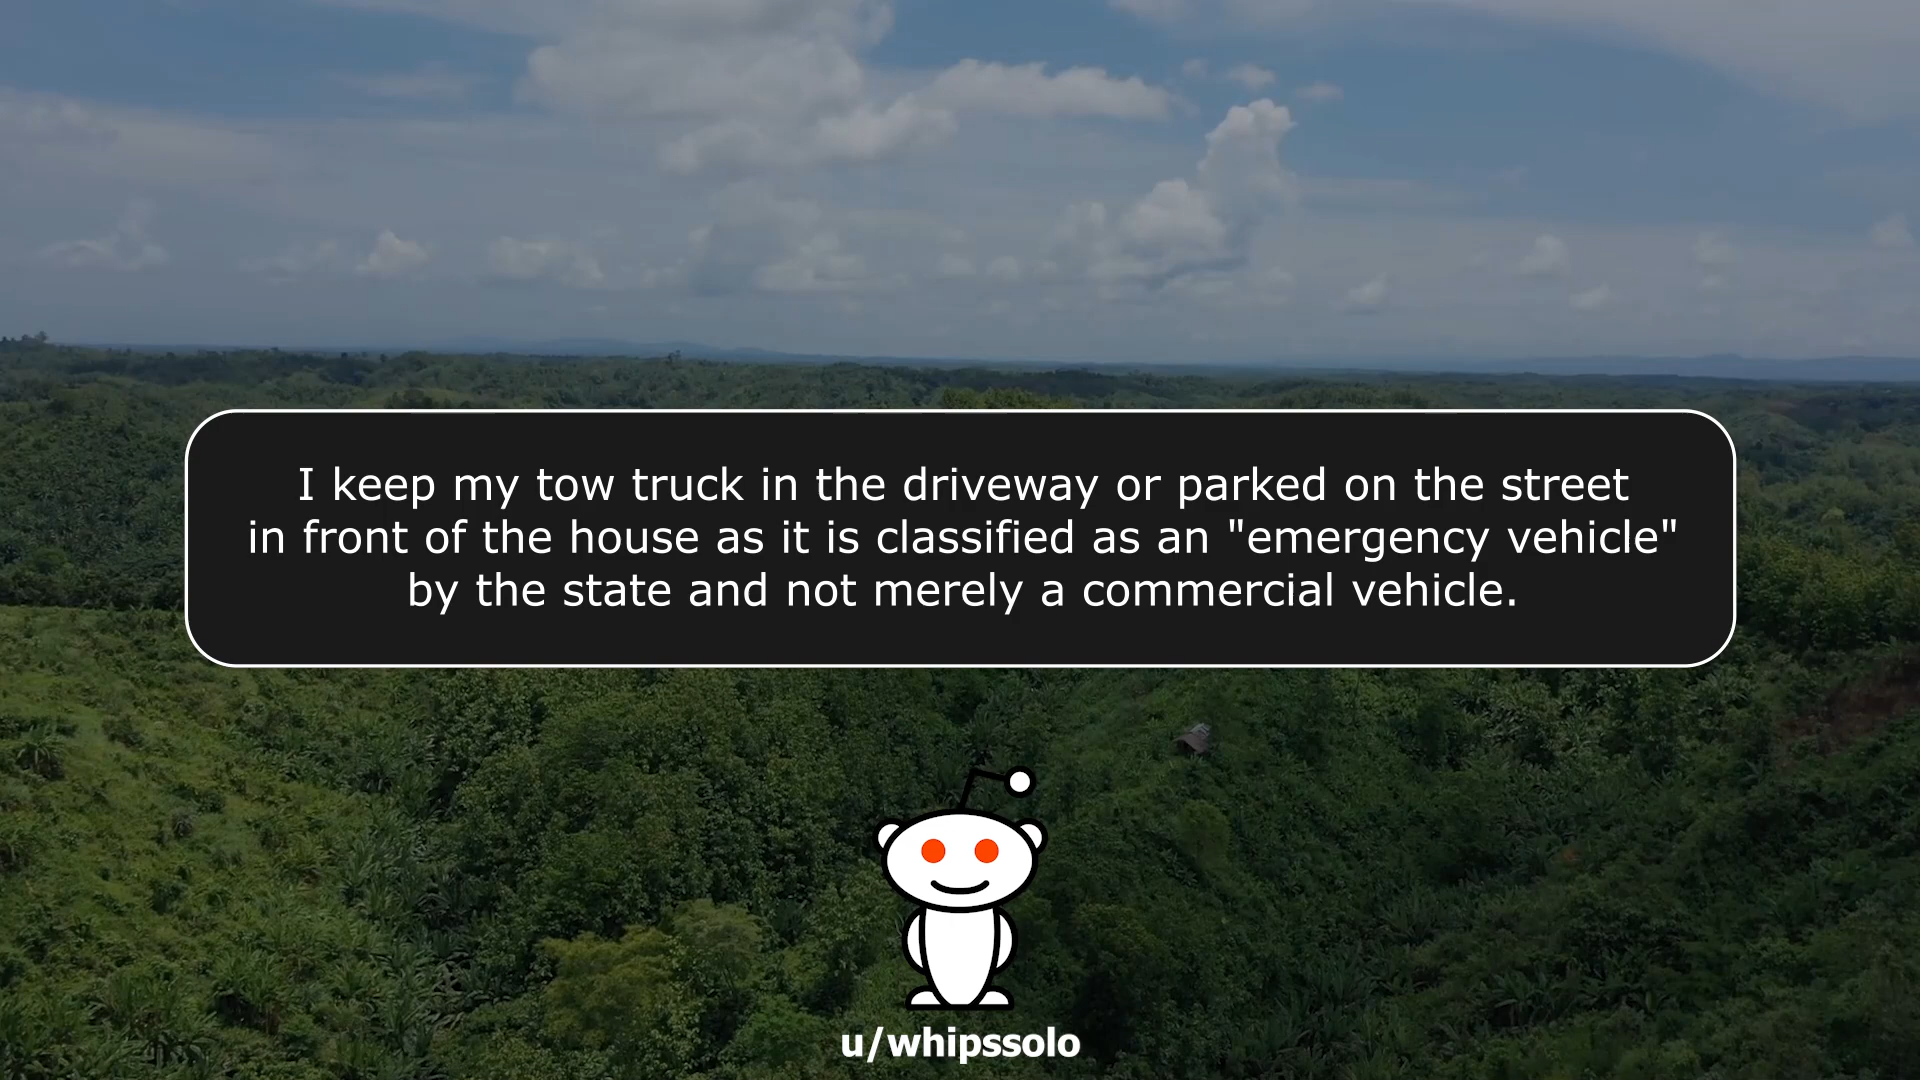 I keep my tow truck in the driveway or parked on the street
in front of the house as it is classified as an "emergency vehicle"
by the state and not merely a commercial vehicle.
u/whipssolo